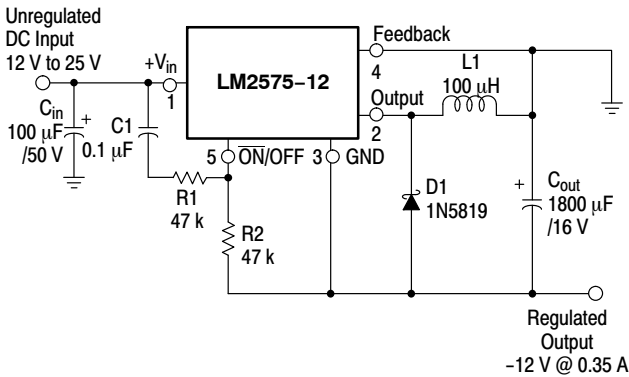 Unregulated
DC Input
12 V to 25 V
+Vin
1
LM2575–12
Feedback
4
L1
100 μH
Output
2
Cin
100 μF
/50 V
+
C1
0.1 μF
5
ON/OFF
3
GND
R1
47 k
R2
47 k
D1
1N5819
+
Cout
1800 μF
/16 V
Regulated
Output
–12 V @ 0.35 A